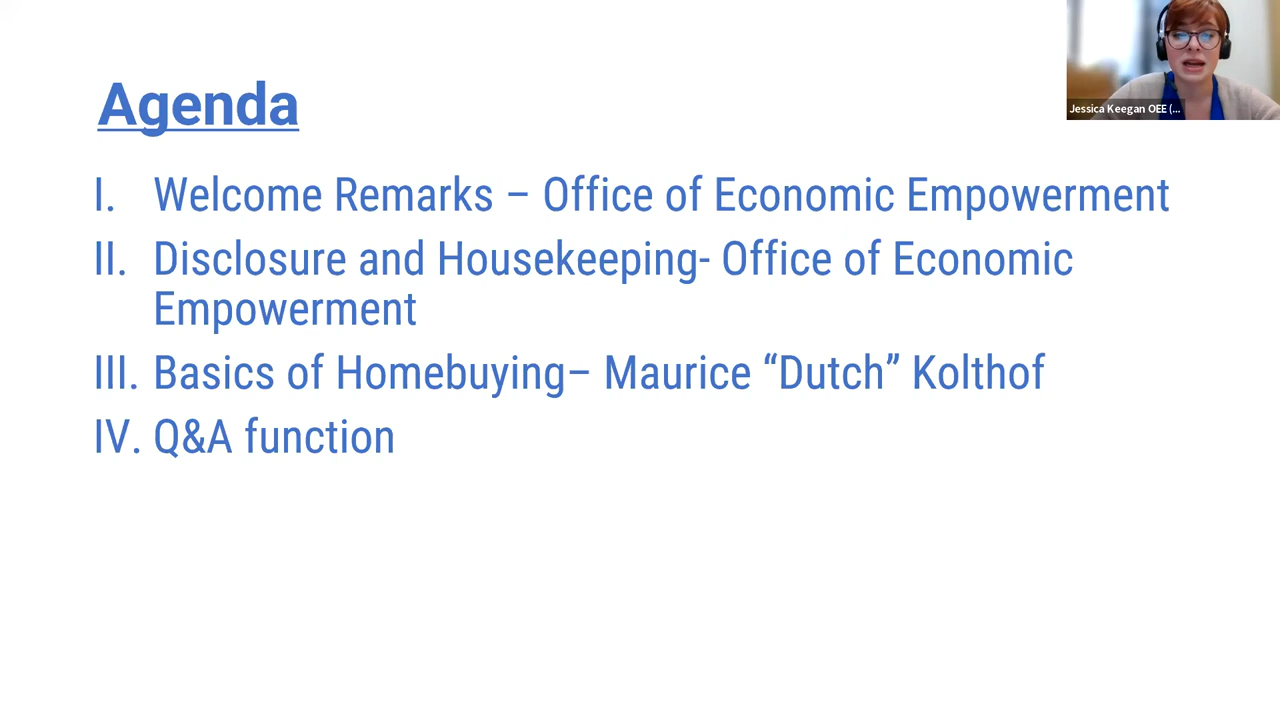 Agenda
I. Welcome Remarks – Office of Economic Empowerment
II. Disclosure and Housekeeping- Office of Economic
Empowerment
III. Basics of Homebuying– Maurice “Dutch” Kolthof
IV. Q&A function
Jessica Keegan OEE (...